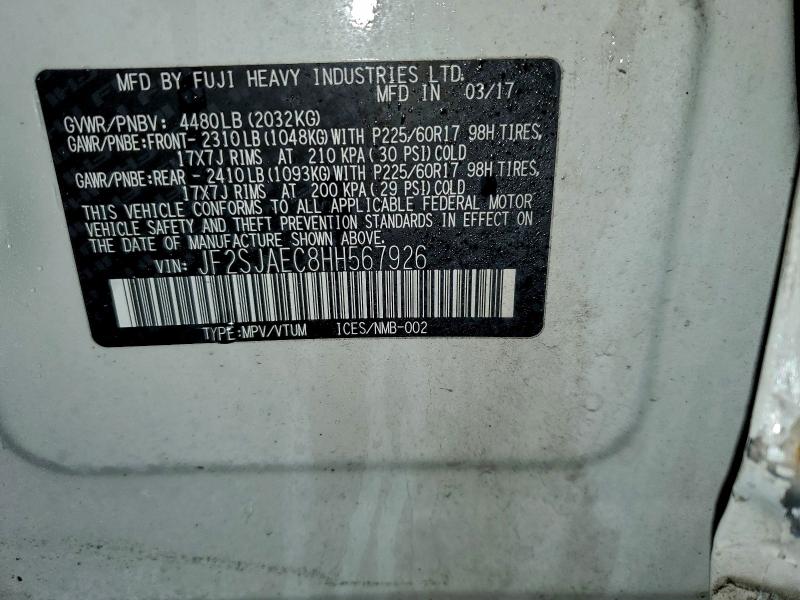 MFD BY FUJI HEAVY INDUSTRIES LTD.
MFD IN 03/17
GVWR/PNBV: 4480LB(2032KG)
GAWR/PNBE:FRONT- 2310LB(1048KG)WITH P225/60R17 98H TIRES,
17X7J RIMS AT 210 KPA(30 PSI)COLD
GAWR/PNBE:REAR - 2410LB(1093KG)WITH P225/60R17 98H TIRES,
17X7J RIMS AT 200 KPA(29 PSI)COLD
THIS VEHICLE CONFORMS TO ALL APPLICABLE FEDERAL MOTOR
VEHICLE SAFETY AND THEFT PREVENTION STANDARDS IN EFFECT ON
THE DATE OF MANUFACTURE SHOWN ABOVE.
VIN: JF2SJAEC8HH567926
TYPE:MPV/VTUM ICES/NMB-002